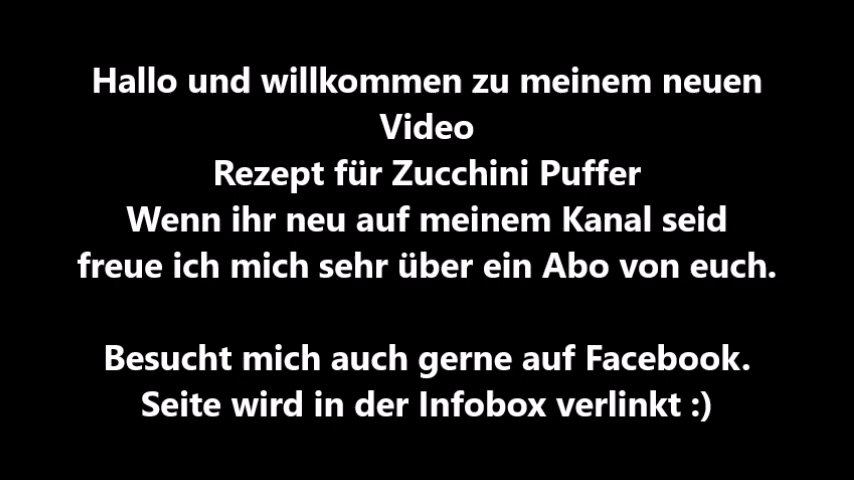 Hallo und willkommen zu meinem neuen
Video
Rezept für Zucchini Puffer
Wenn ihr neu auf meinem Kanal seid
freue ich mich sehr über ein Abo von euch.
Besucht mich auch gerne auf Facebook.
Seite wird in der Infobox verlinkt :)